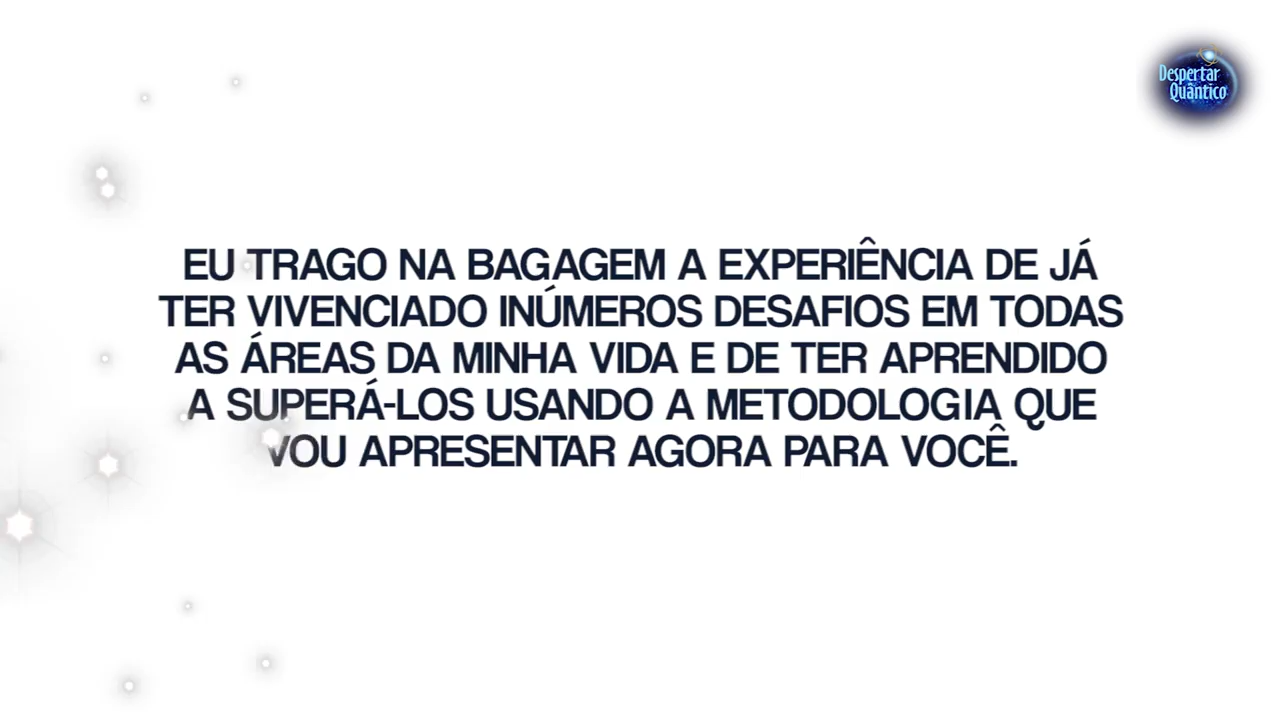 Despertar
Quântico
EU TRAGO NA BAGAGEM A EXPERIÊNCIA DE JÁ
TER VIVENCIADO INÚMEROS DESAFIOS EM TODAS
AS ÁREAS DA MINHA VIDA E DE TER APRENDIDO
A SUPERÁ-LOS USANDO A METODOLOGIA QUE
VOU APRESENTAR AGORA PARA VOCÊ.